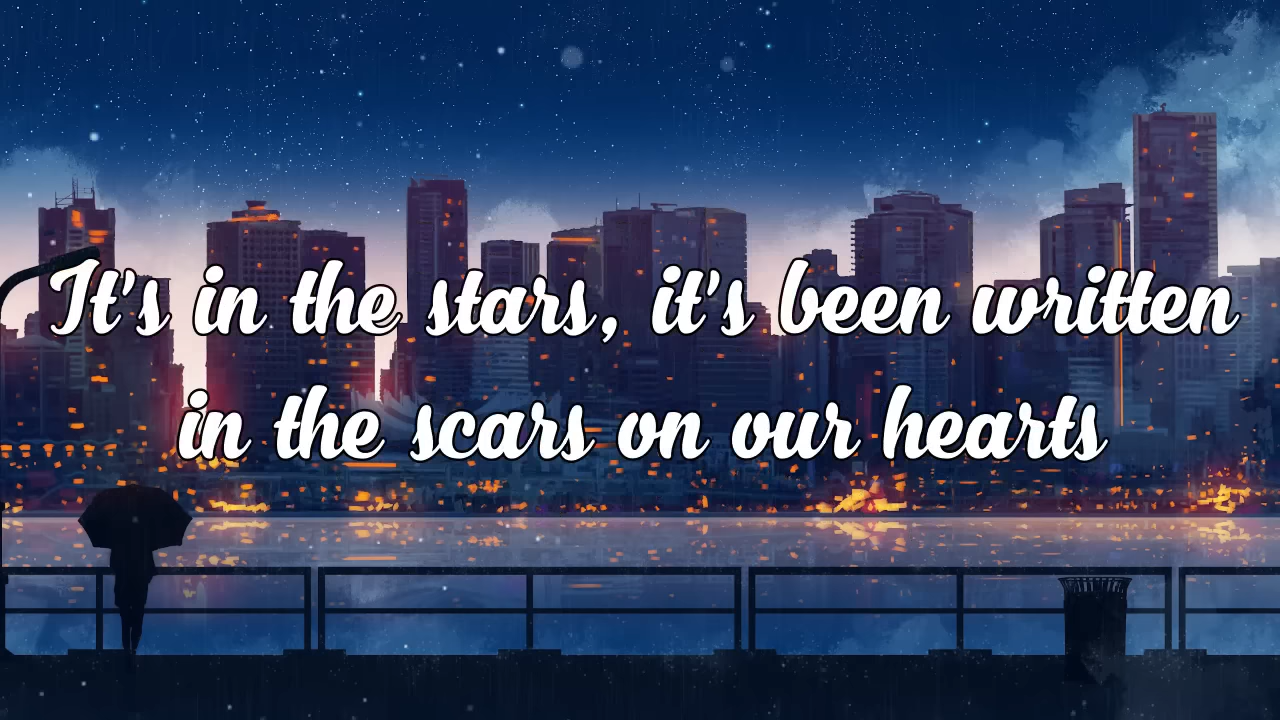 It's in the stars, it's been written
in the scars on our hearts